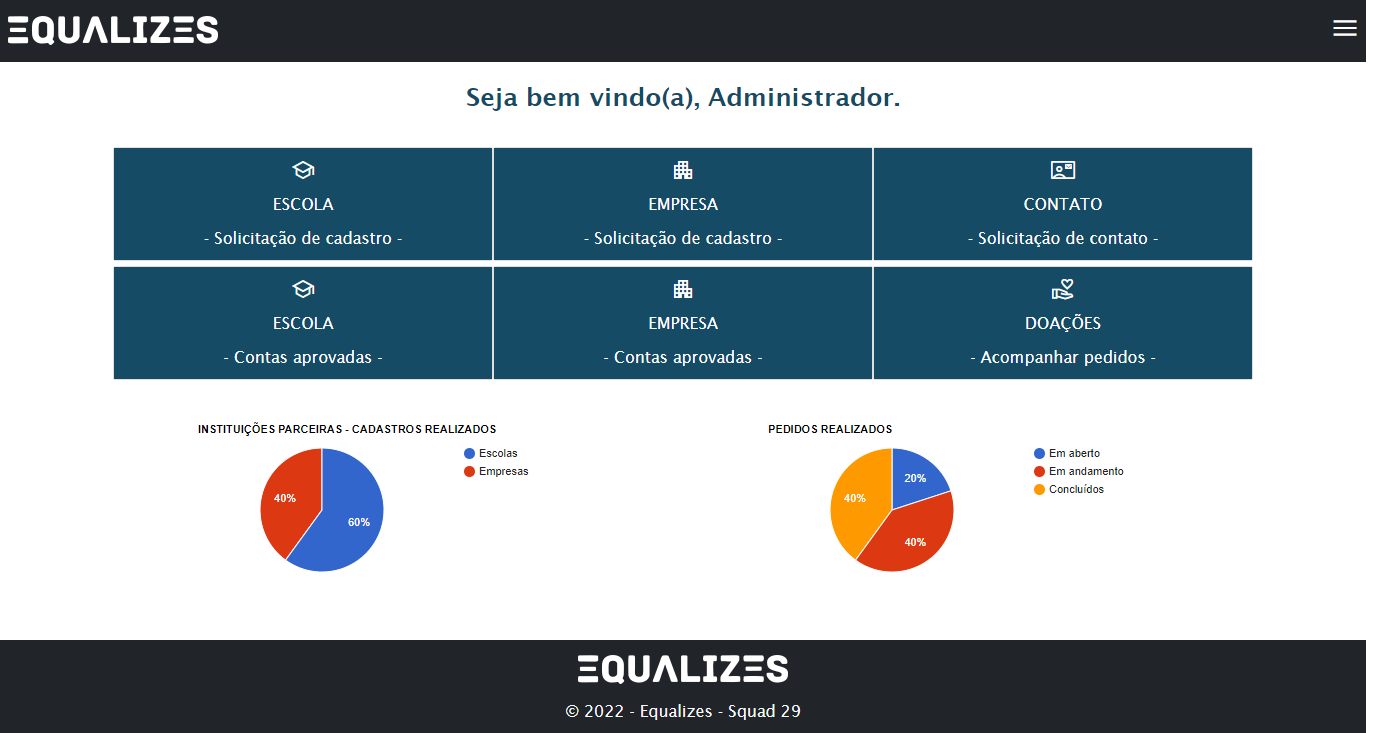 EQUALIZES
Seja bem vindo(a), Administrador.
ESCOLA
- Solicitação de cadastro -
EMPRESA
- Solicitação de cadastro -
CONTATO
- Solicitação de contato -
ESCOLA
- Contas aprovadas -
EMPRESA
- Contas aprovadas -
DOAÇÕES
- Acompanhar pedidos -
INSTITUIÇÕES PARCEIRAS - CADASTROS REALIZADOS
Escolas
Empresas
40%
60%
PEDIDOS REALIZADOS
Em aberto
Em andamento
Concluídos
20%
40%
40%
EQUALIZES
© 2022 - Equalizes - Squad 29